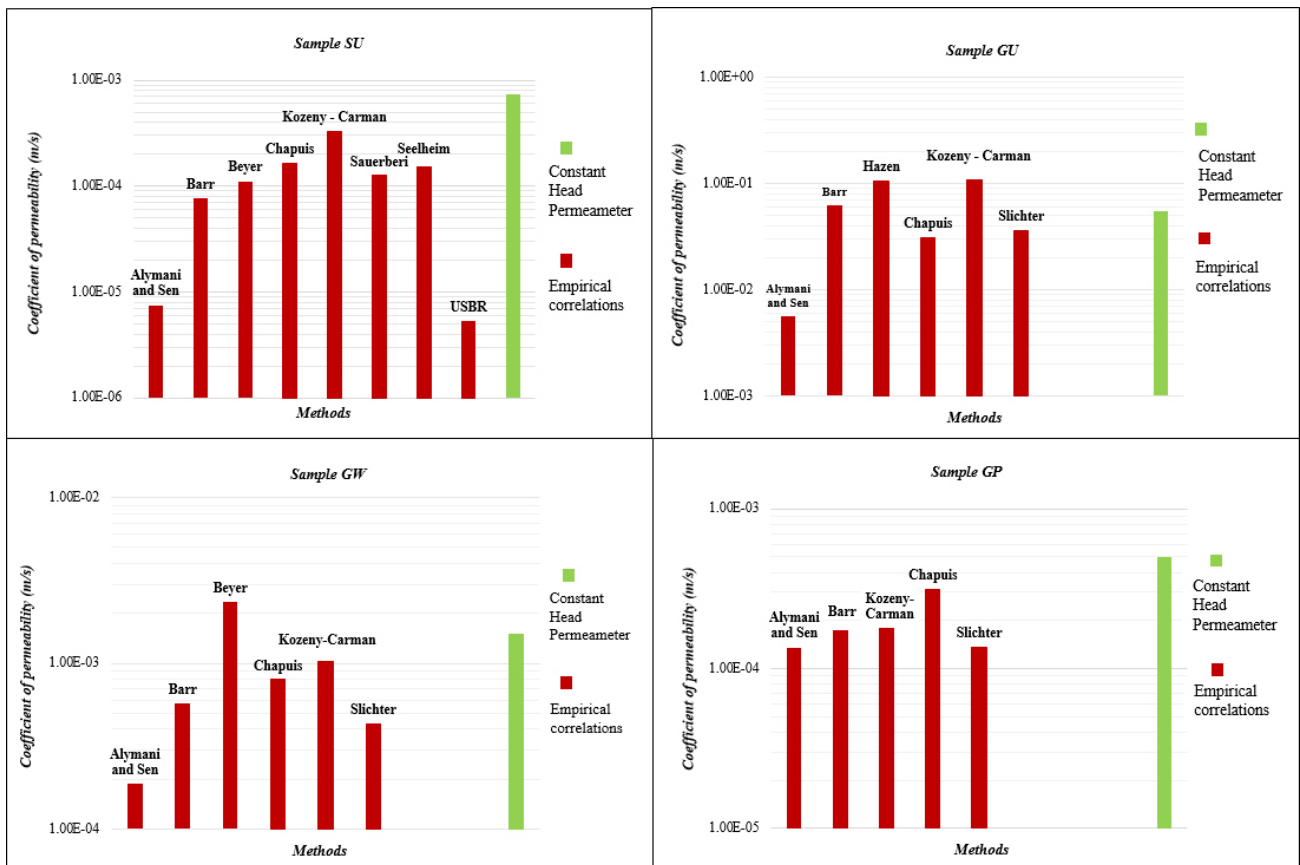 Sample SU
Coefficient of permeability (m/s)
1.00E-03
1.00E-04
1.00E-05
1.00E-06
Alymani
and Sen
Barr
Beyer
Chapuis
Kozeny - Carman
Sauerberi
Seelheim
USBR
Methods
Constant
Head
Permeameter
Empirical
correlations
Sample GU
Coefficient of permeability (m/s)
1.00E+00
1.00E-01
1.00E-02
1.00E-03
Alymani
and Sen
Barr
Hazen
Chapuis
Kozeny - Carman
Slichter
Methods
Constant
Head
Permeameter
Empirical
correlations
Sample GW
Coefficient of permeability (m/s)
1.00E-02
1.00E-03
1.00E-04
Alymani
and Sen
Barr
Beyer
Chapuis
Kozeny-Carman
Slichter
Methods
Constant
Head
Permeameter
Empirical
correlations
Sample GP
Coefficient of permeability (m/s)
1.00E-03
1.00E-04
1.00E-05
Alymani
and Sen
Barr
Kozeny-
Carman
Chapuis
Slichter
Methods
Constant
Head
Permeameter
Empirical
correlations